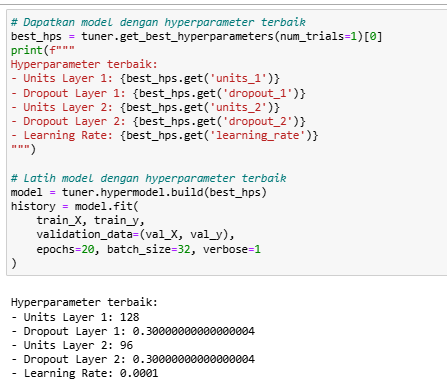 # Dapatkan model dengan hyperparameter terbaik
best_hps = tuner.get_best_hyperparameters(num_trials=1)[0]
print(f"""
Hyperparameter terbaik:
- Units Layer 1: {best_hps.get('units_1')}
- Dropout Layer 1: {best_hps.get('dropout_1')}
- Units Layer 2: {best_hps.get('units_2')}
- Dropout Layer 2: {best_hps.get('dropout_2')}
- Learning Rate: {best_hps.get('learning_rate')}
""")
# Latih model dengan hyperparameter terbaik
model = tuner.hypermodel.build(best_hps)
history = model.fit(
    train_X, train_y,
    validation_data=(val_X, val_y),
    epochs=20, batch_size=32, verbose=1
)
Hyperparameter terbaik:
- Units Layer 1: 128
- Dropout Layer 1: 0.30000000000000004
- Units Layer 2: 96
- Dropout Layer 2: 0.30000000000000004
- Learning Rate: 0.0001